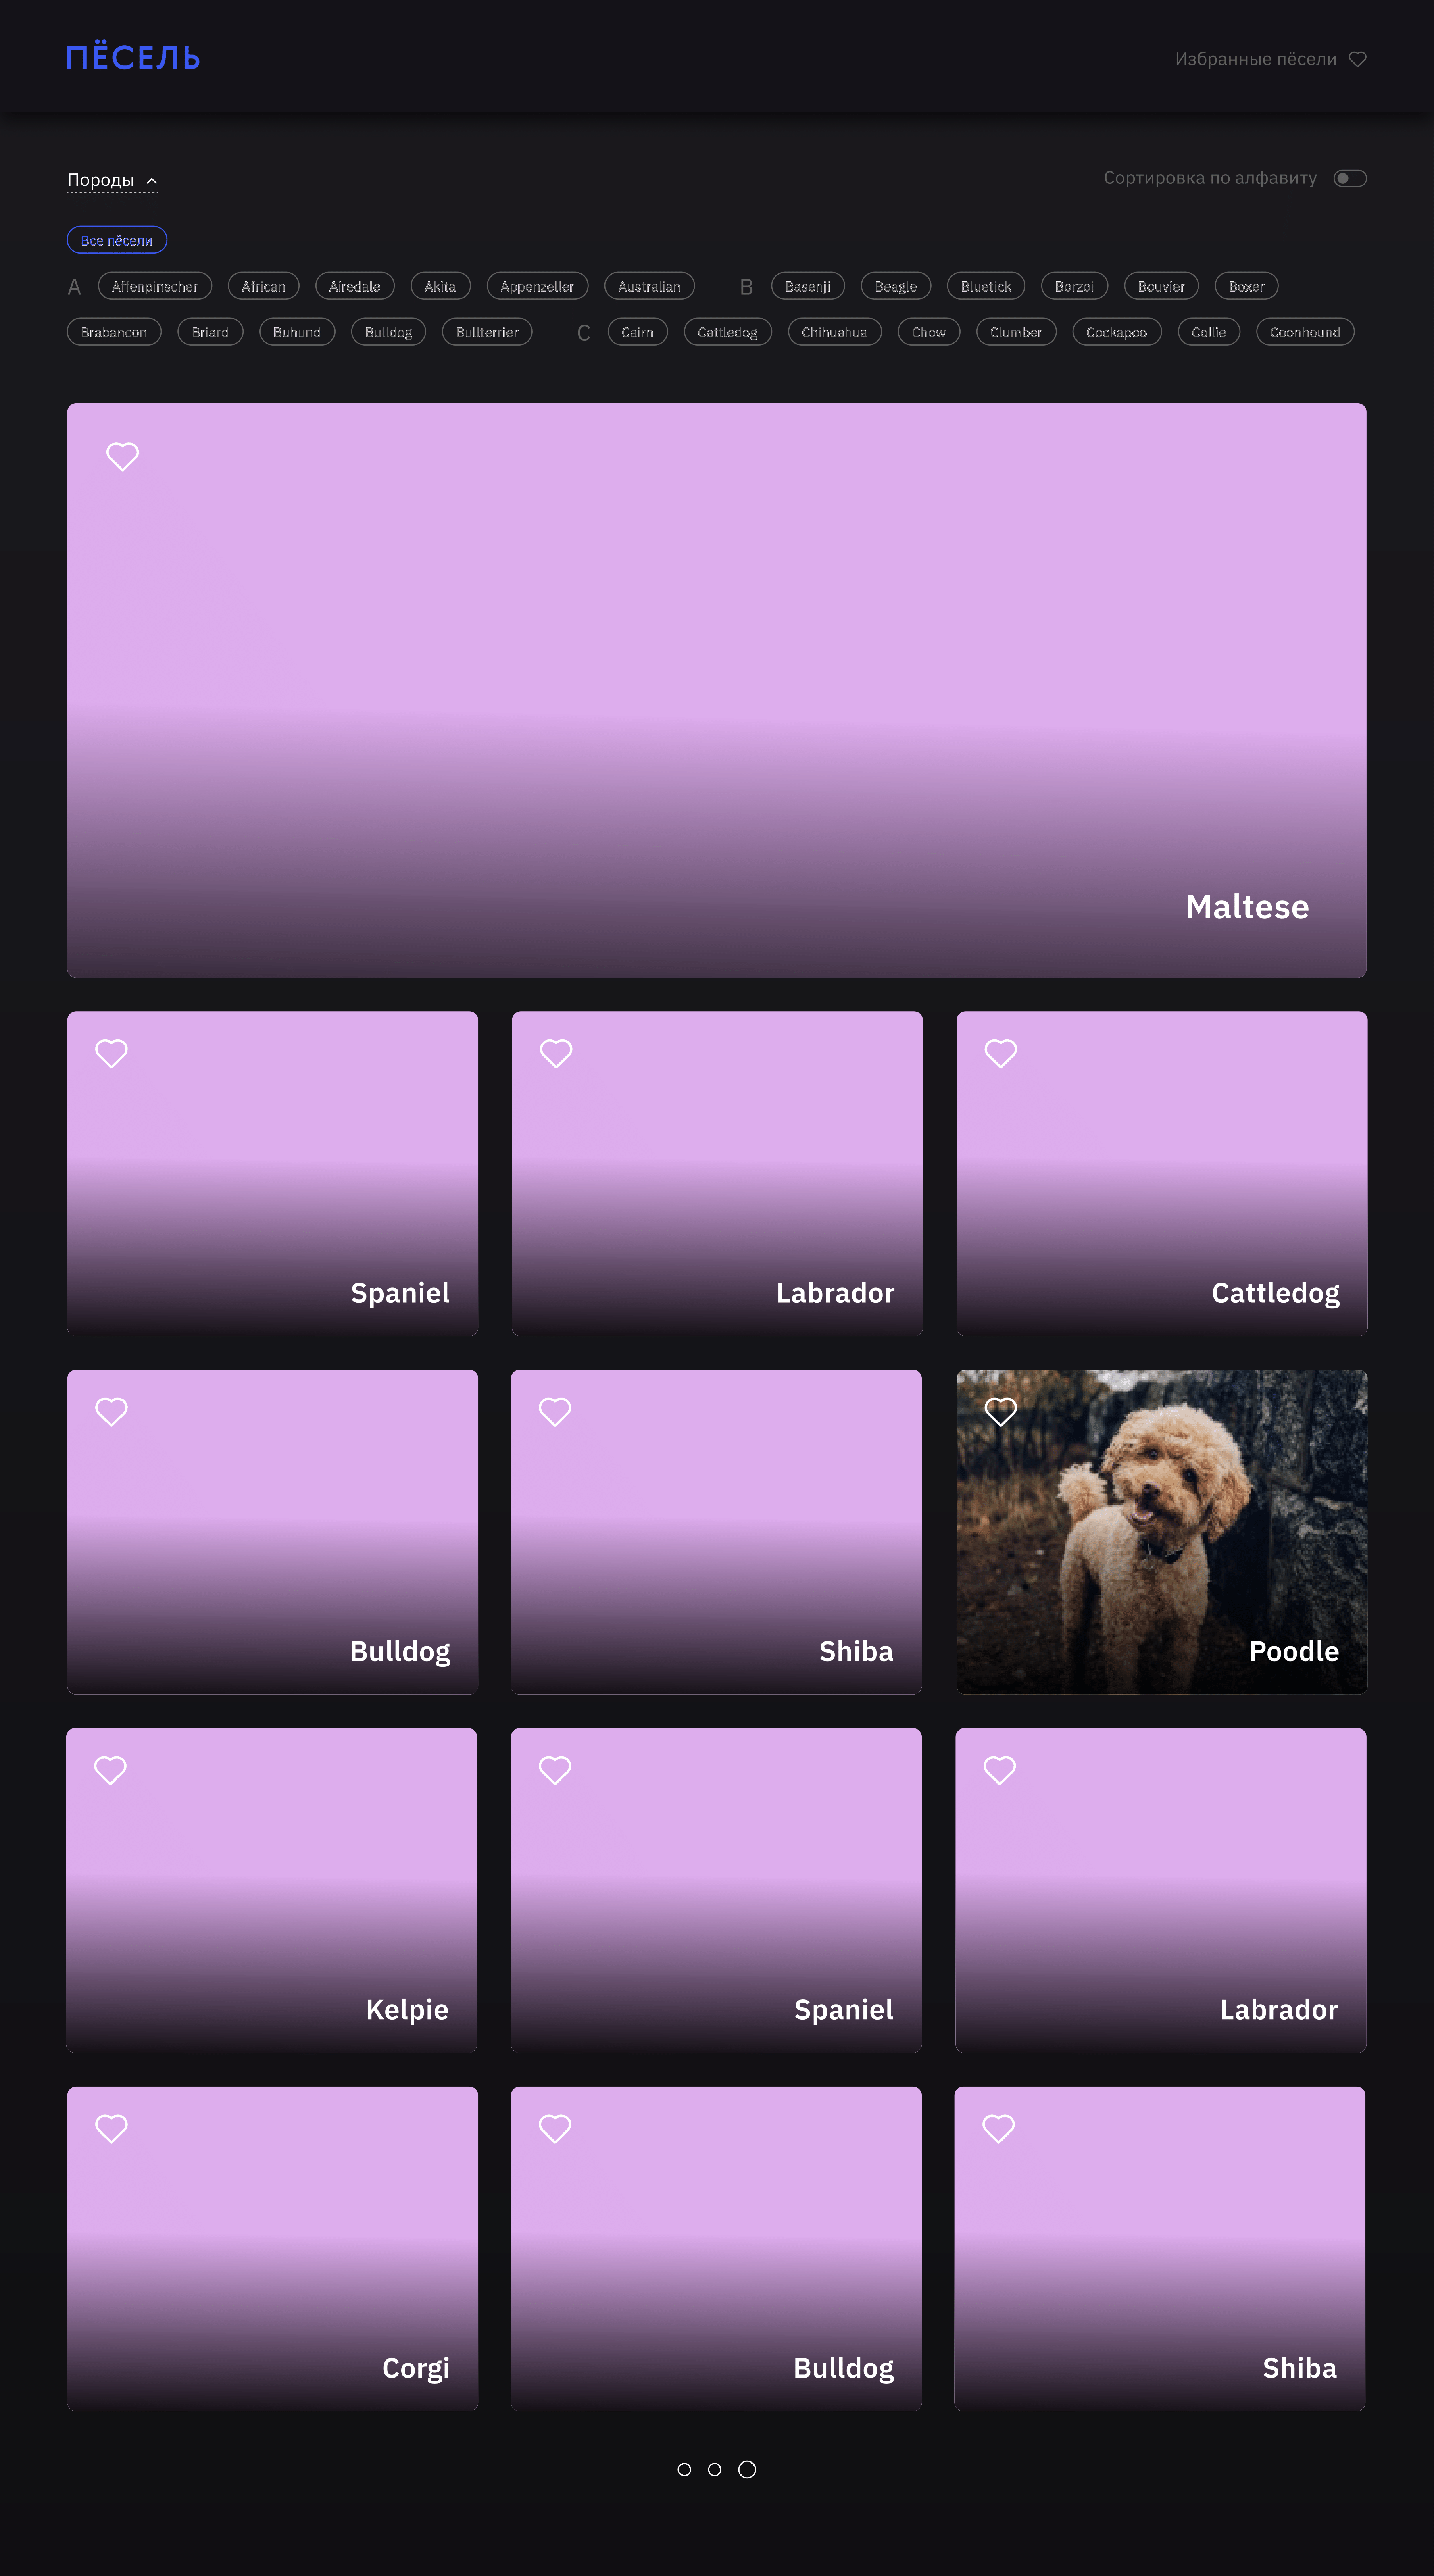 ПЁСЕЛЬ
Избранные пёсели
Породы
Сортировка по алфавиту
Все пёсели
A Affenpinscher African Airedale Akita Appenzeller Australian B Basenji Beagle Bluetick Borzoi Bouvier Boxer
Brabancon Briard Buhund Bulldog Bullterrier C Cairn Cattledog Chihuahua Chow Clumber Cockapoo Collie Coonhound
Maltese
Spaniel
Labrador
Cattledog
Bulldog
Shiba
Poodle
Kelpie
Spaniel
Labrador
Corgi
Bulldog
Shiba